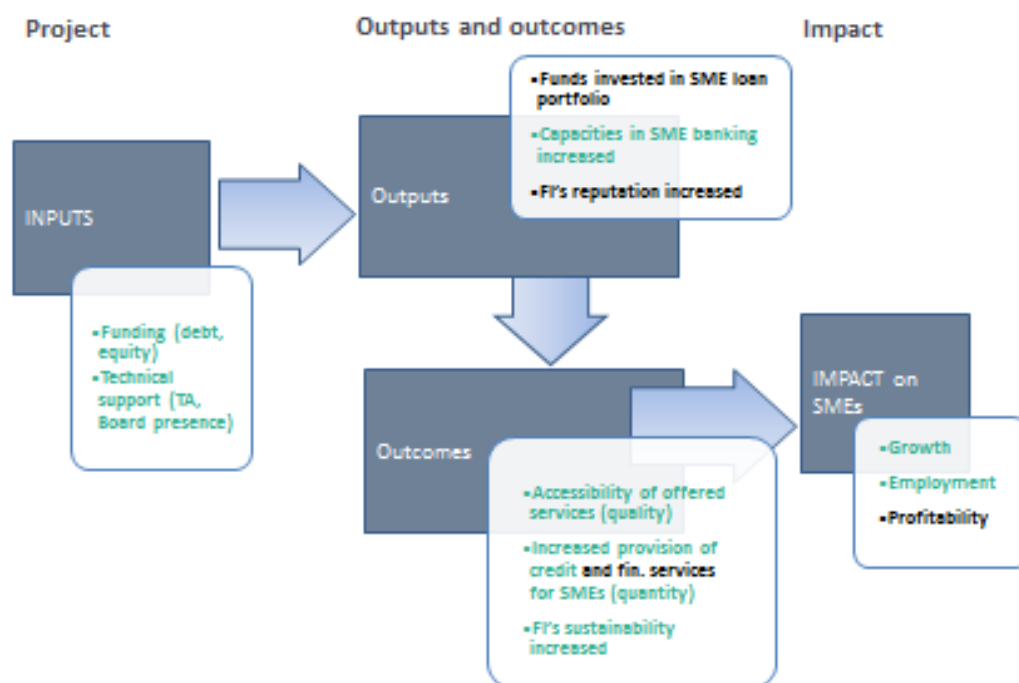 Project
Outputs and outcomes
Impact
INPUTS
▪Funding (debt,
equity)
▪Technical
support (TA,
Board presence)
Outputs
▪Funds invested in SME loan
portfolio
▪Capacities in SME banking
increased
▪FI's reputation increased
Outcomes
▪Accessibility of offered
services (quality)
▪Increased provision of
credit and fin. services
for SMEs (quantity)
▪FI's sustainability
increased
IMPACT on
SMEs
▪Growth
▪Employment
▪Profitability